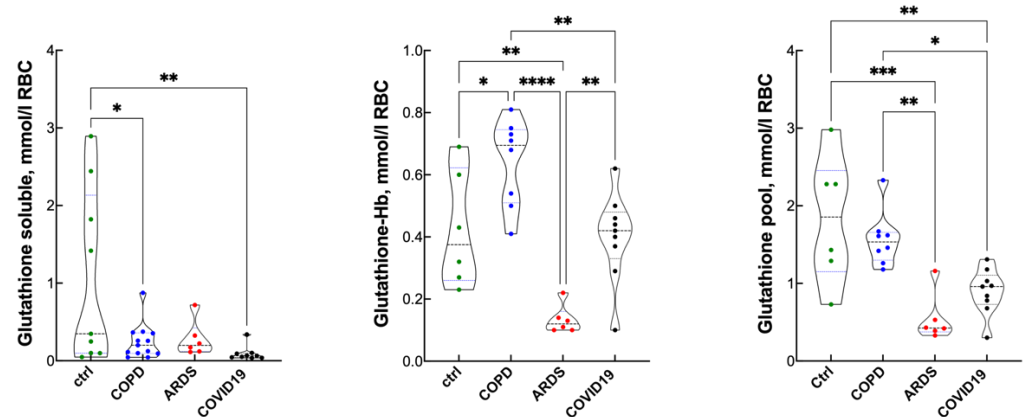 Glutathione soluble, mmol/l RBC
4
3
2
1
0
**
*
ctrl
COPD
ARDS
COVID19
Glutathione-Hb, mmol/l RBC
1.0
0.8
0.6
0.4
0.2
0.0
**
**
*
****
**
ctrl
COPD
ARDS
COVID19
Glutathione pool, mmol/l RBC
4
3
2
1
0
**
*
***
**
Ctrl
COPD
ARDS
COVID19